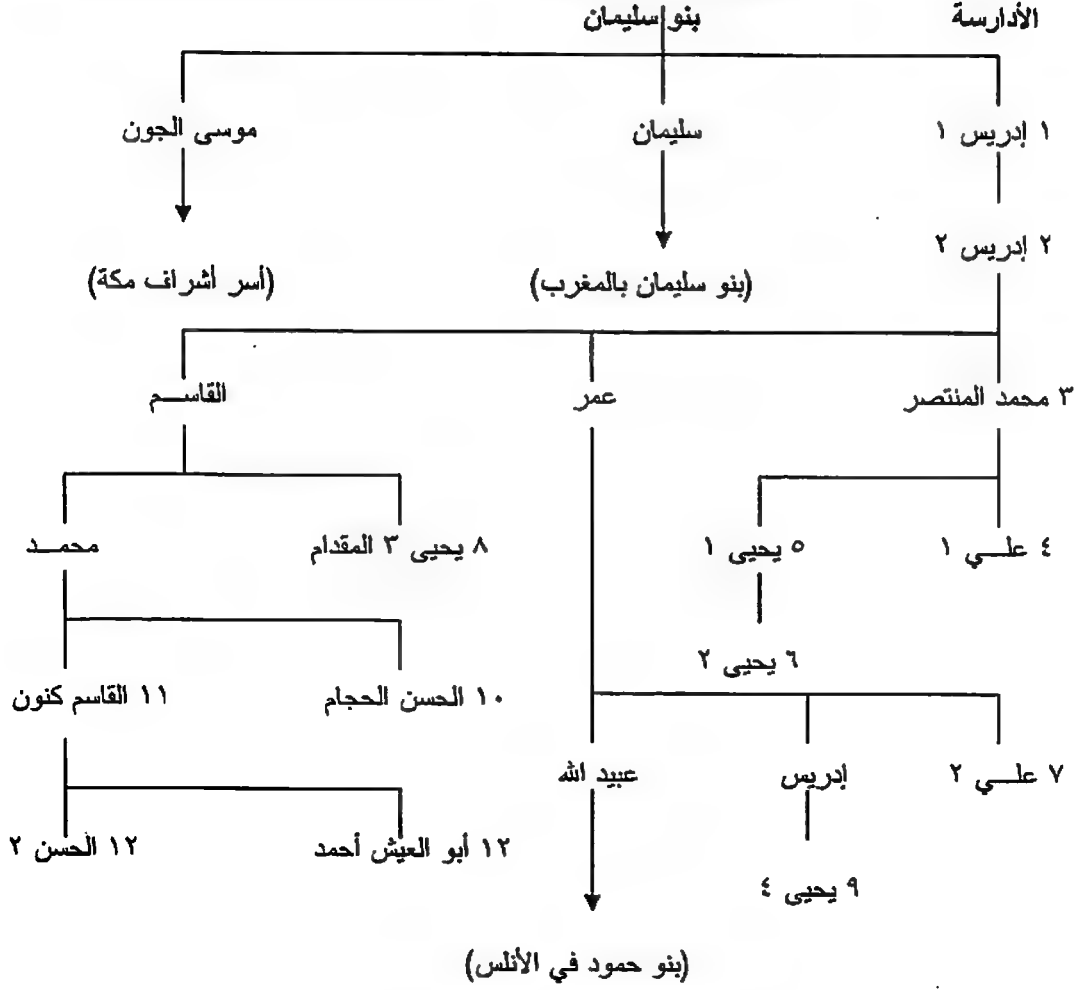 الأدارسة بنو سليمان
١ إدريس ١ سليمان موسى الجون
٢ إدريس ٢ (بنو سليمان بالمغرب) (أسر أشراف مكة)
٣ محمد المنتصر عمر القاسم
٤ علي ١ ٥ يحيى ١ ٨ يحيى ٣ المقدام محمد
٦ يحيى ٢
١٠ الحسن الحجام ١١ القاسم كنون
٧ علي ٢ إدريس عبيد الله
١٢ أبو العيش أحمد ١٢ الحسن ٢
٩ يحيى ٤
(بنو حمود في الأنلس)